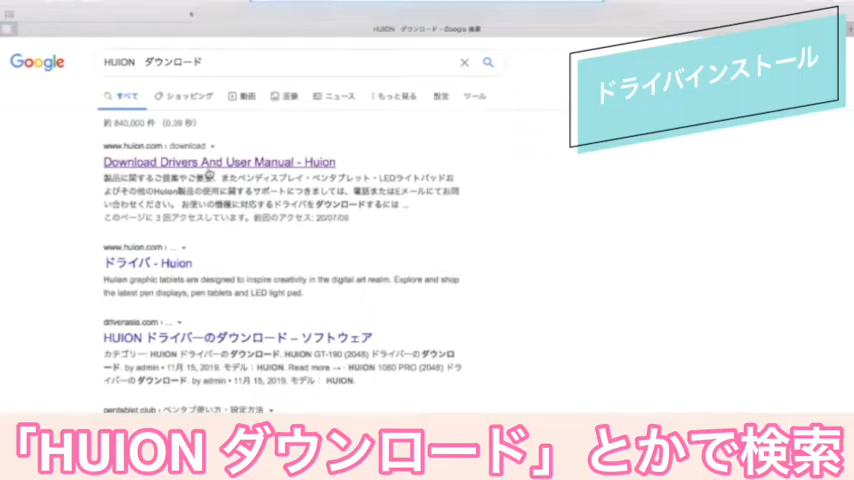 HUION ダウンロード - Google 検索
Google
HUION ダウンロード
ドライバインストール
すべて ショッピング 動画 画像 ニュース もっと見る 設定 ツール
約 840,000 件 (0.39 秒)
www.huion.com › download
Download Drivers And User Manual - Huion
製品に関するご提案やご要望、またペンディスプレイ・ペンタブレット・LEDライトパッドお
よびその他のHuion製品の使用に関するサポートにつきましては、電話またはEメールにてお問
い合わせください。 お使いの機種に対応するドライバをダウンロードするには ...
このページに 3 回アクセスしています。前回のアクセス: 20/07/08
www.huion.com › ...
ドライバ - Huion
Huion graphic tablets are designed to inspire creativity in the digital art realm. Explore and shop
the latest pen displays, pen tablets and LED light pad.
driverasia.com › ...
HUION ドライバーのダウンロード – ソフトウェア
カテゴリー: HUION ドライバーのダウンロード. HUION GT-190 (2048) ドライバーのダウンロ
ード. by admin • 11月 15, 2019. モデル： HUION. Read more → · HUION 1060 PRO (2048) ドラ
イバーのダウンロード. by admin • 11月 15, 2019. モデル： HUION.
pentablet.club › ペンタブ使い方・設定方法
「HUION ダウンロード」とかで検索